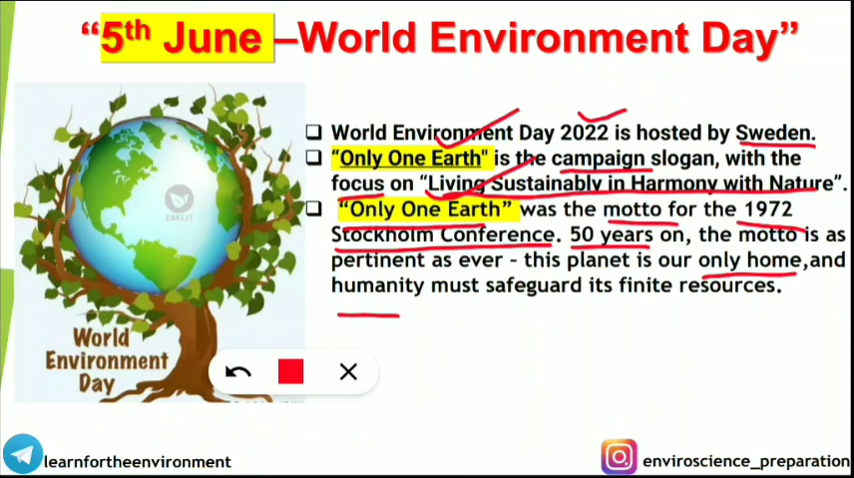 “5th June –World Environment Day”
❑ World Environment Day 2022 is hosted by Sweden.
❑ “Only One Earth" is the campaign slogan, with the
focus on “Living Sustainably in Harmony with Nature”.
❑ “Only One Earth” was the motto for the 1972
Stockholm Conference. 50 years on, the motto is as
pertinent as ever – this planet is our only home,and
humanity must safeguard its finite resources.
ZAKLIT
World
Environment
Day
learnfortheenvironment
enviroscience_preparation